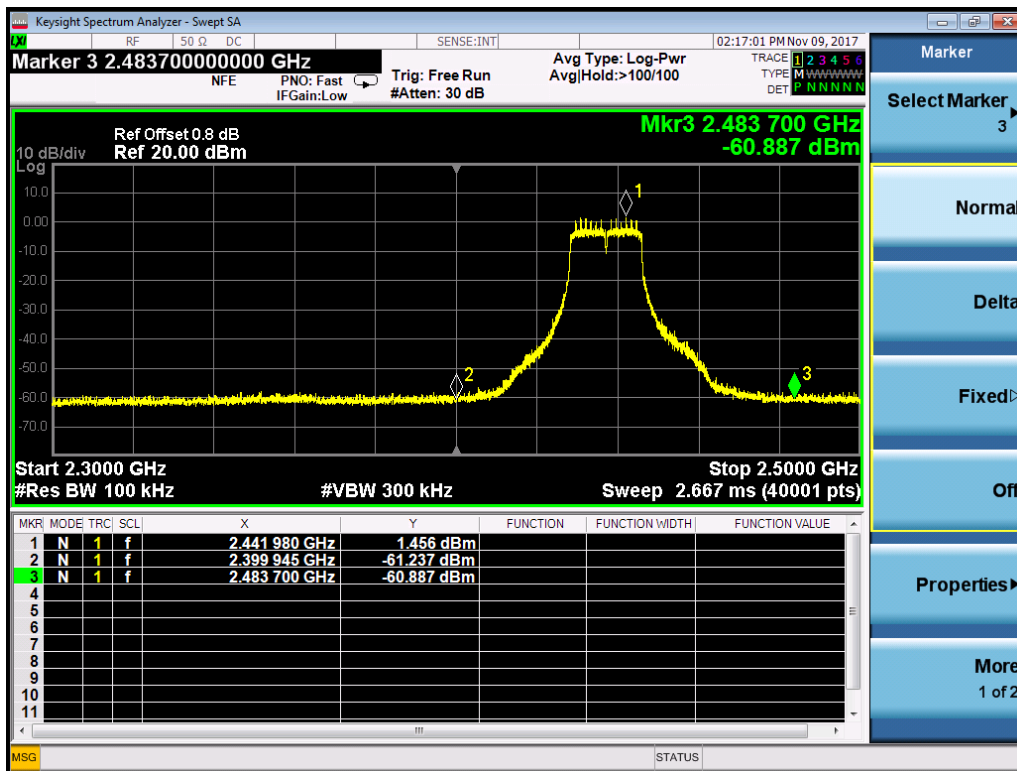 Keysight Spectrum Analyzer - Swept SA
LXI RF 50 Ω DC SENSE:INT 02:17:01 PM Nov 09, 2017
Marker 3 2.483700000000 GHz
NFE
PNO: Fast
IFGain:Low
Trig: Free Run
#Atten: 30 dB
Avg Type: Log-Pwr
Avg|Hold:>100/100
TRACE 1 2 3 4 5 6
TYPE M W W W W W
DET P N N N N N
Ref Offset 0.8 dB
10 dB/div Ref 20.00 dBm
Log
Mkr3 2.483 700 GHz
-60.887 dBm
10.0
0.00
-10.0
-20.0
-30.0
-40.0
-50.0
-60.0
-70.0
1
2
3
Start 2.3000 GHz Stop 2.5000 GHz
#Res BW 100 kHz #VBW 300 kHz Sweep 2.667 ms (40001 pts)
MKR MODE TRC SCL X Y FUNCTION FUNCTION WIDTH FUNCTION VALUE
1 N 1 f 2.441 980 GHz 1.456 dBm
2 N 1 f 2.399 945 GHz -61.237 dBm
3 N 1 f 2.483 700 GHz -60.887 dBm
4
5
6
7
8
9
10
11
MSG STATUS
Marker
Select Marker
3
Normal
Delta
Fixed
Off
Properties
More
1 of 2